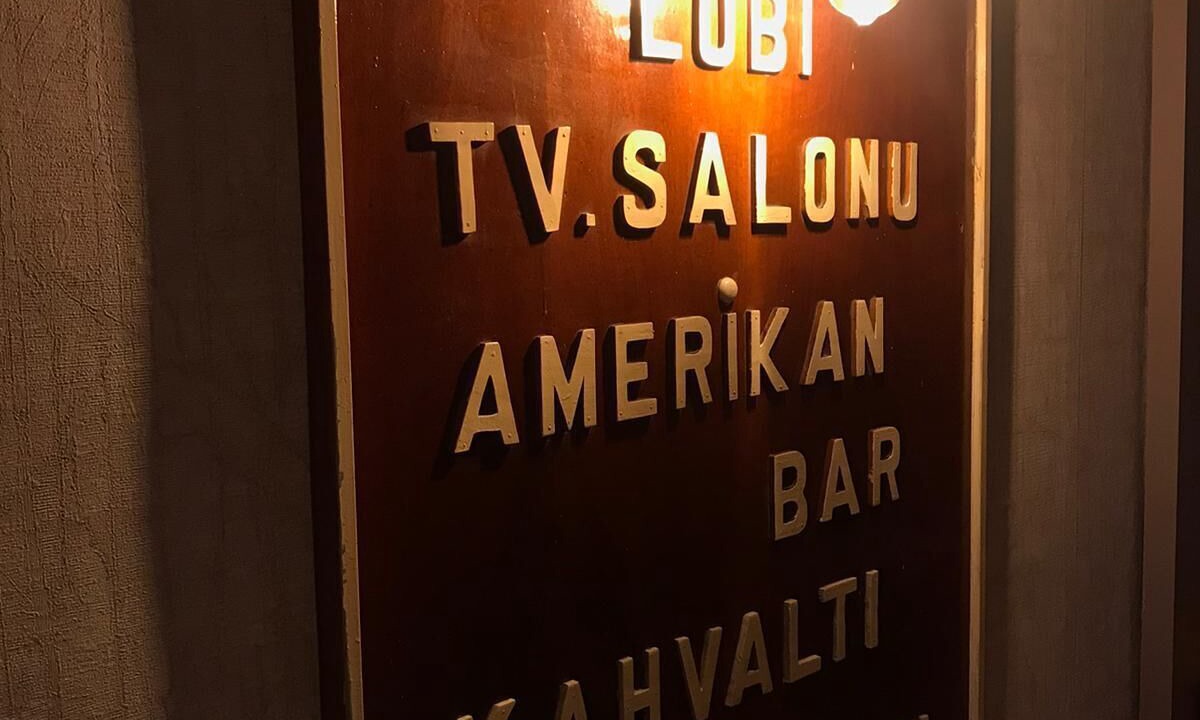 LOBİ
TV. SALONU
AMERİKAN
BAR
KAHVALTI